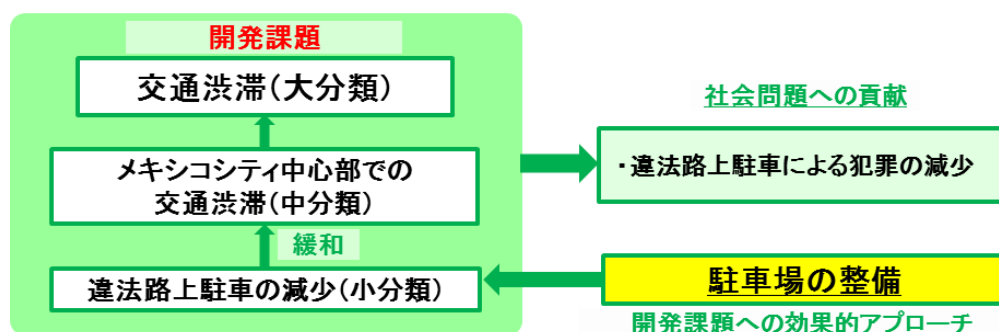 開発課題
交通渋滞(大分類)
メキシコシティ中心部での
交通渋滞(中分類)
緩和
違法路上駐車の減少(小分類)
社会問題への貢献
・違法路上駐車による犯罪の減少
駐車場の整備
開発課題への効果的アプローチ